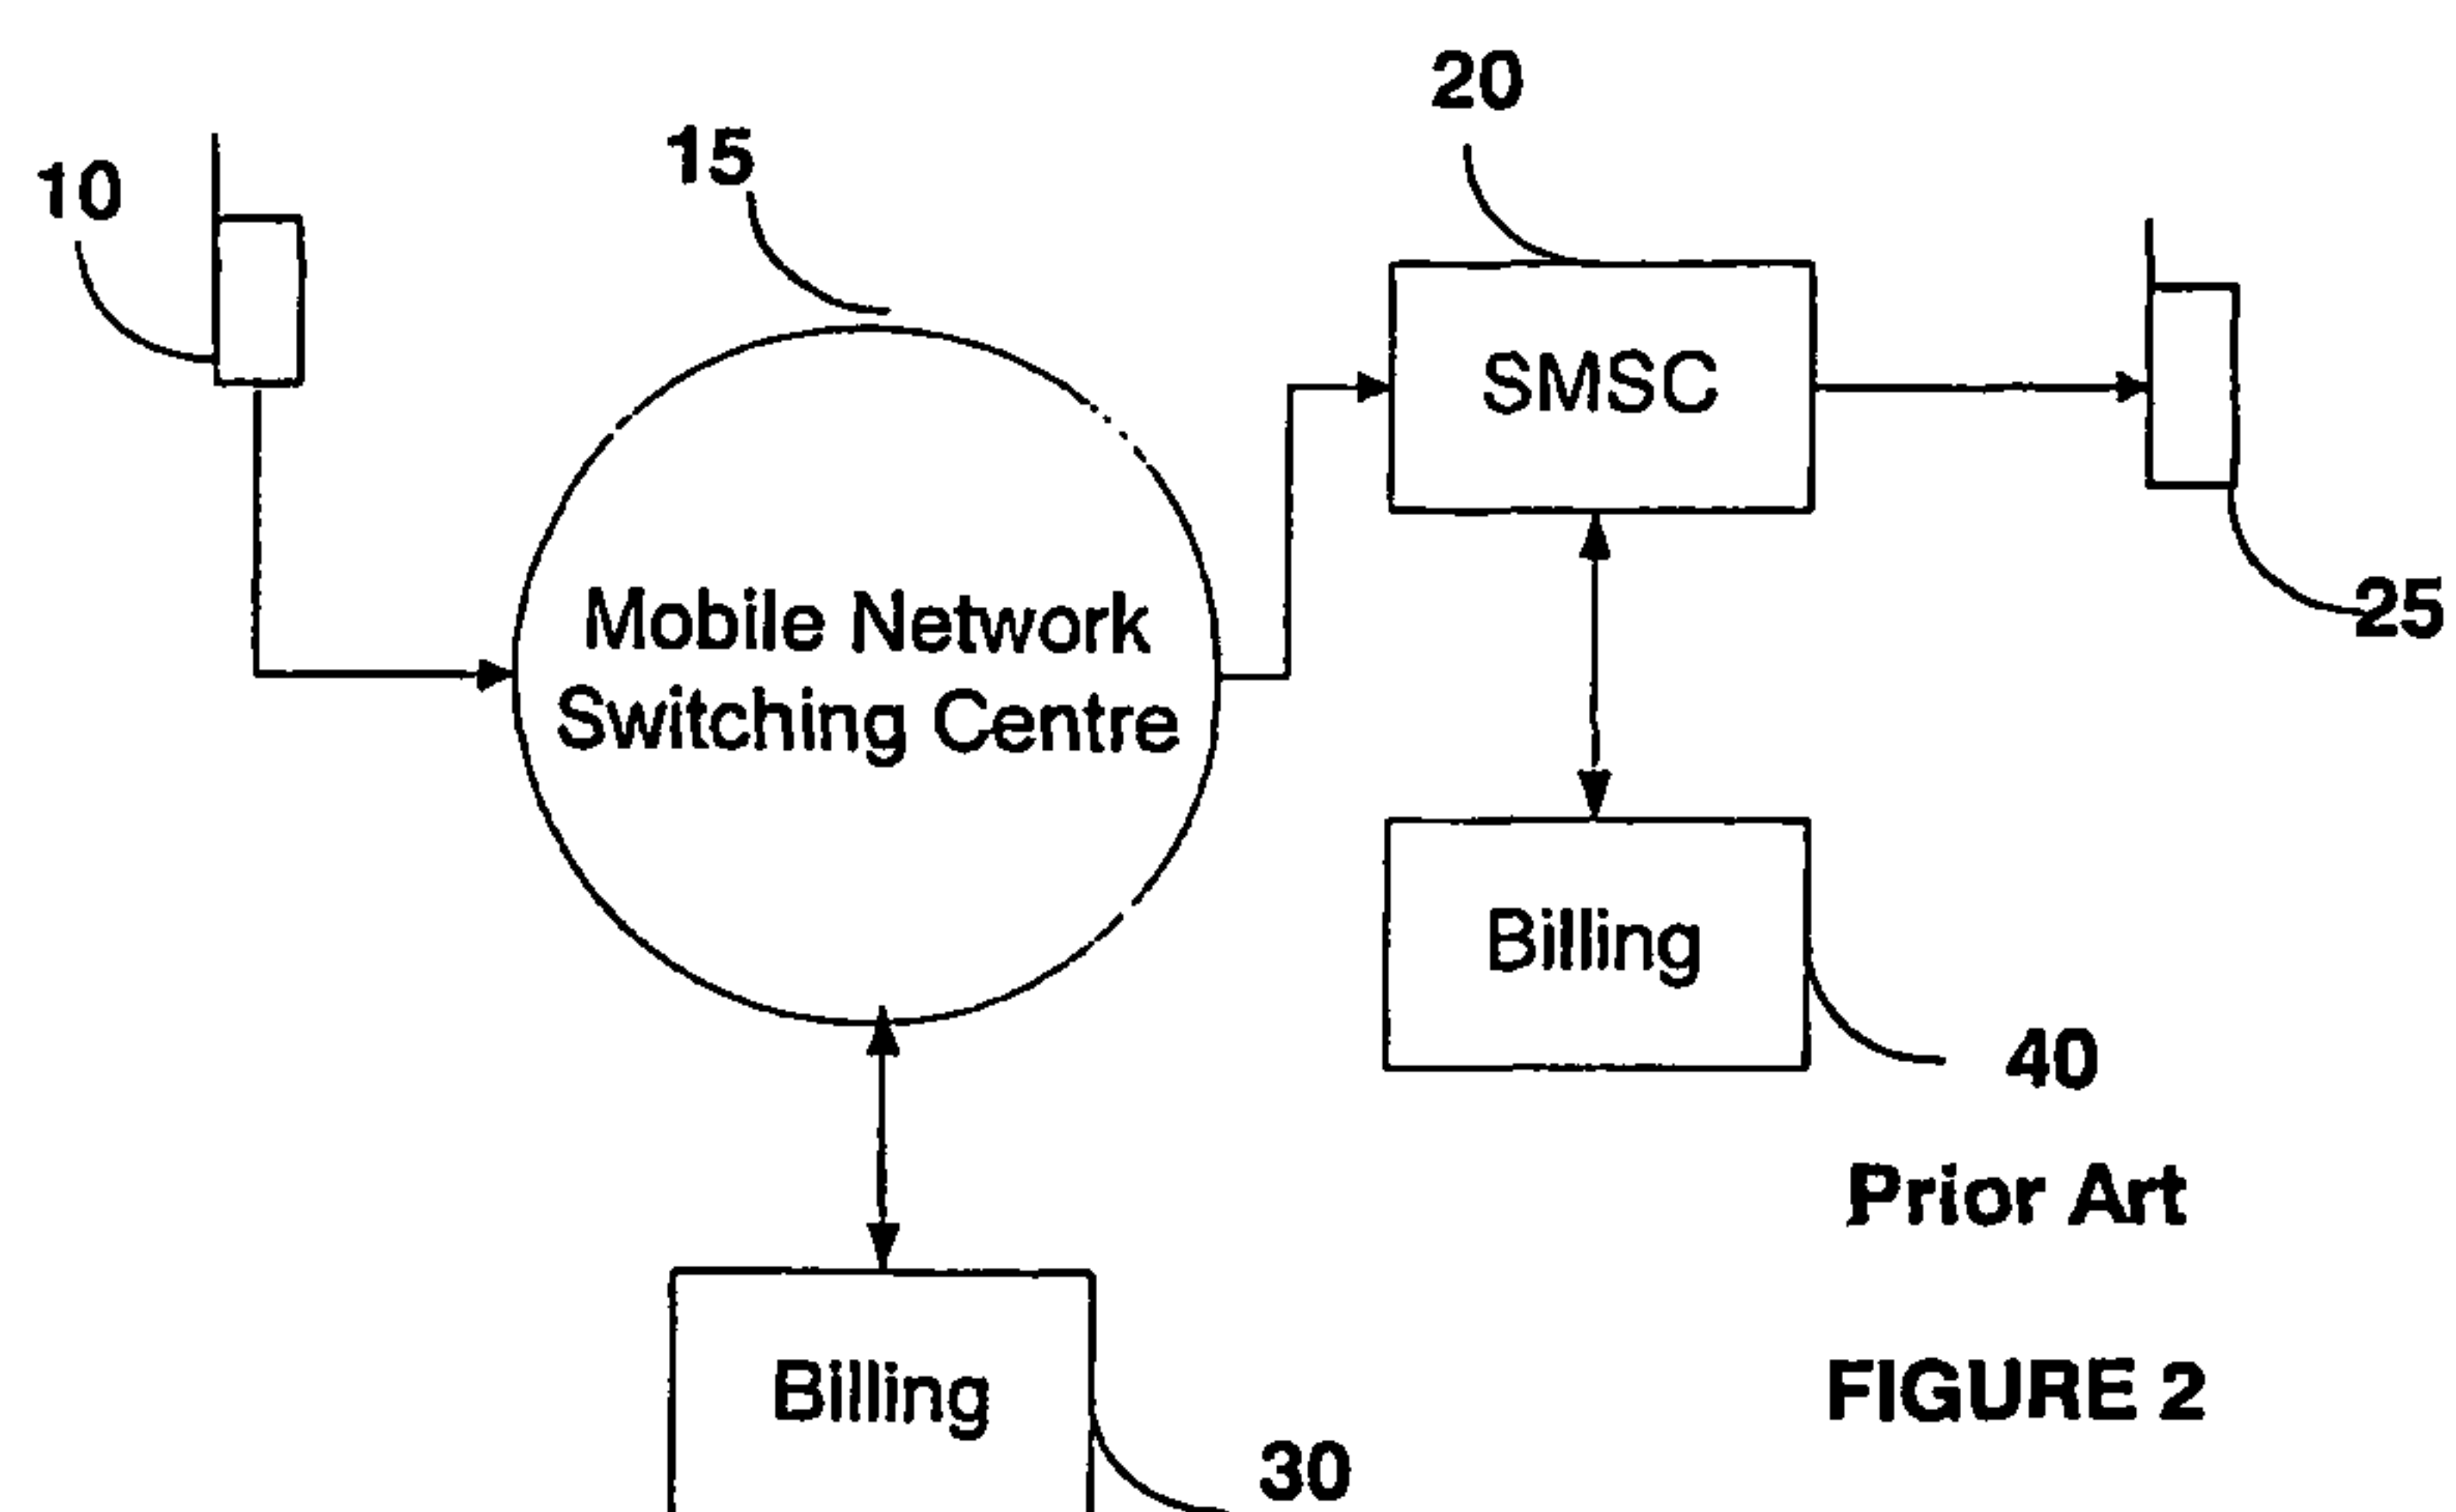 20
15
10
SMSC
Mobile Network
Switching Centre
25
Billing
40
Prior Art
Billing
FIGURE 2
30